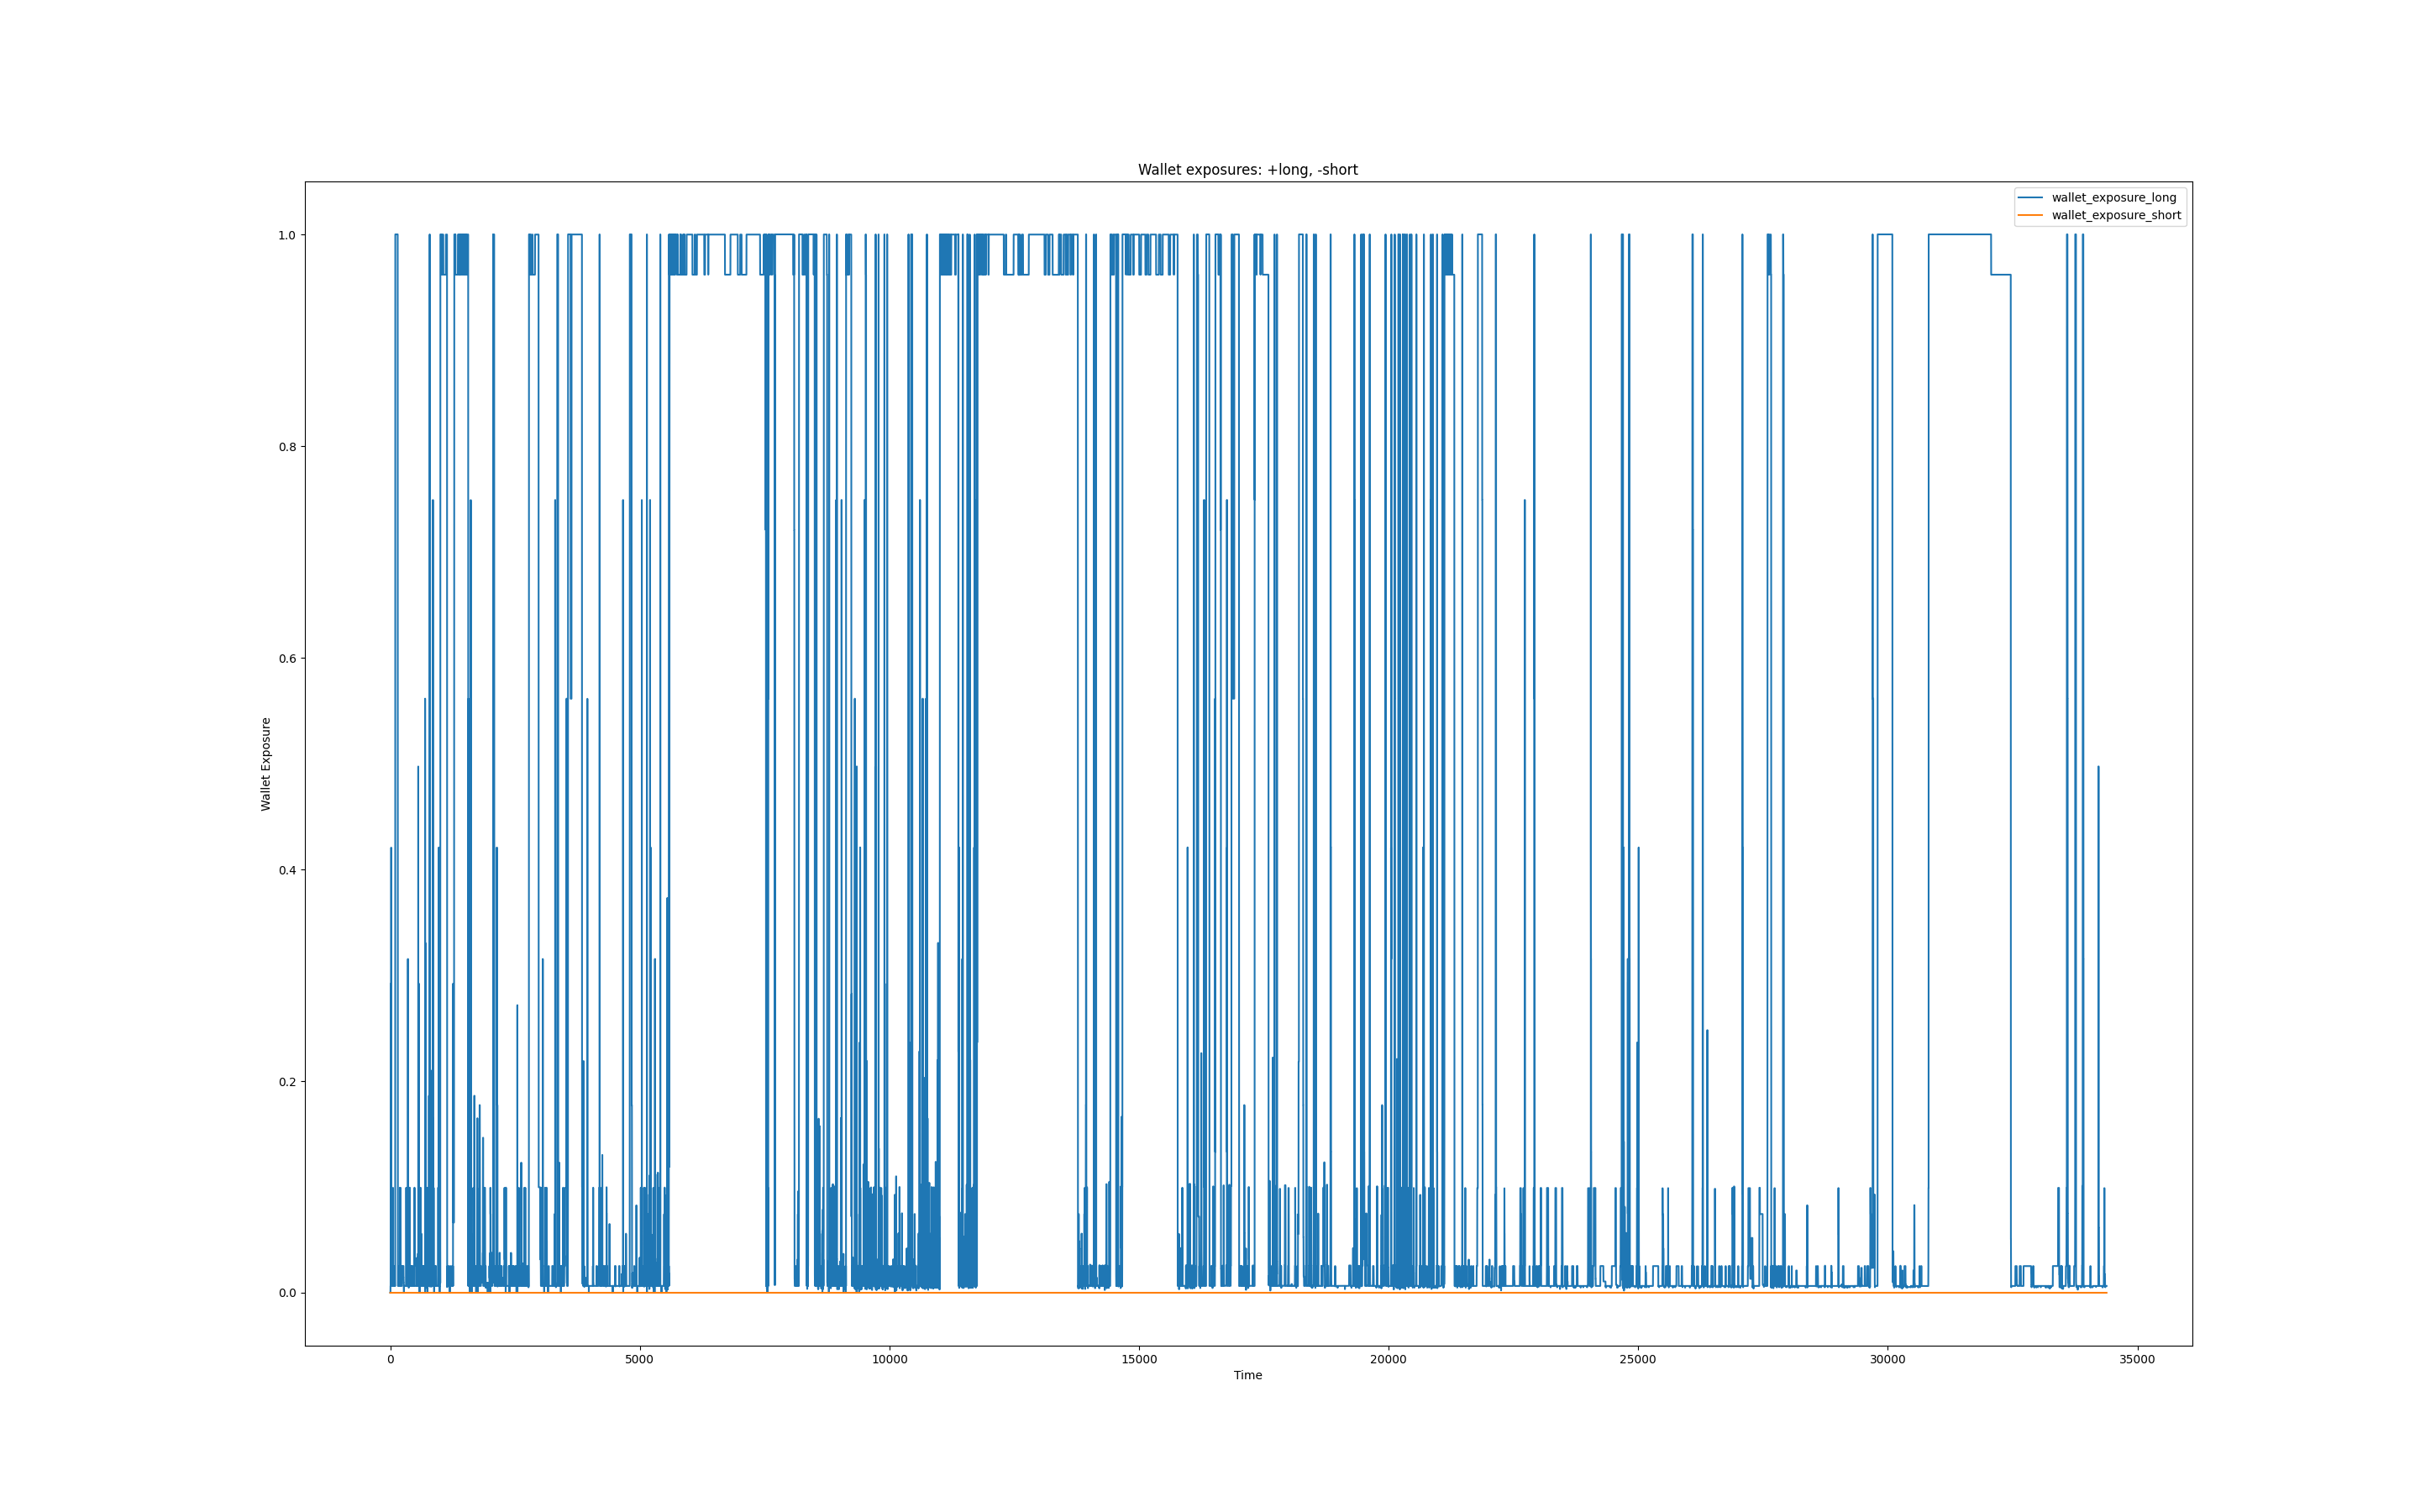 Wallet exposures: +long, -short
wallet_exposure_long
wallet_exposure_short
1.0
0.8
0.6
0.4
0.2
0.0
Wallet Exposure
0 5000 10000 15000 20000 25000 30000 35000
Time